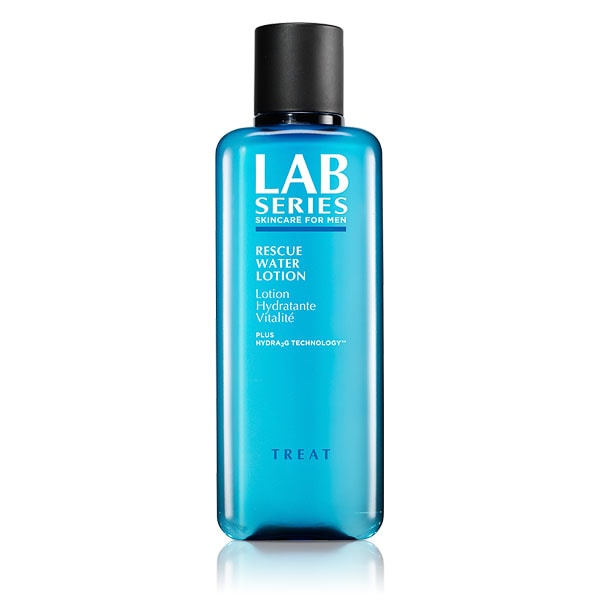 LAB
SERIES
SKINCARE FOR MEN
RESCUE
WATER
LOTION
Lotion
Hydratante
Vitalité
PLUS
HYDRA₃G TECHNOLOGY™
TREAT